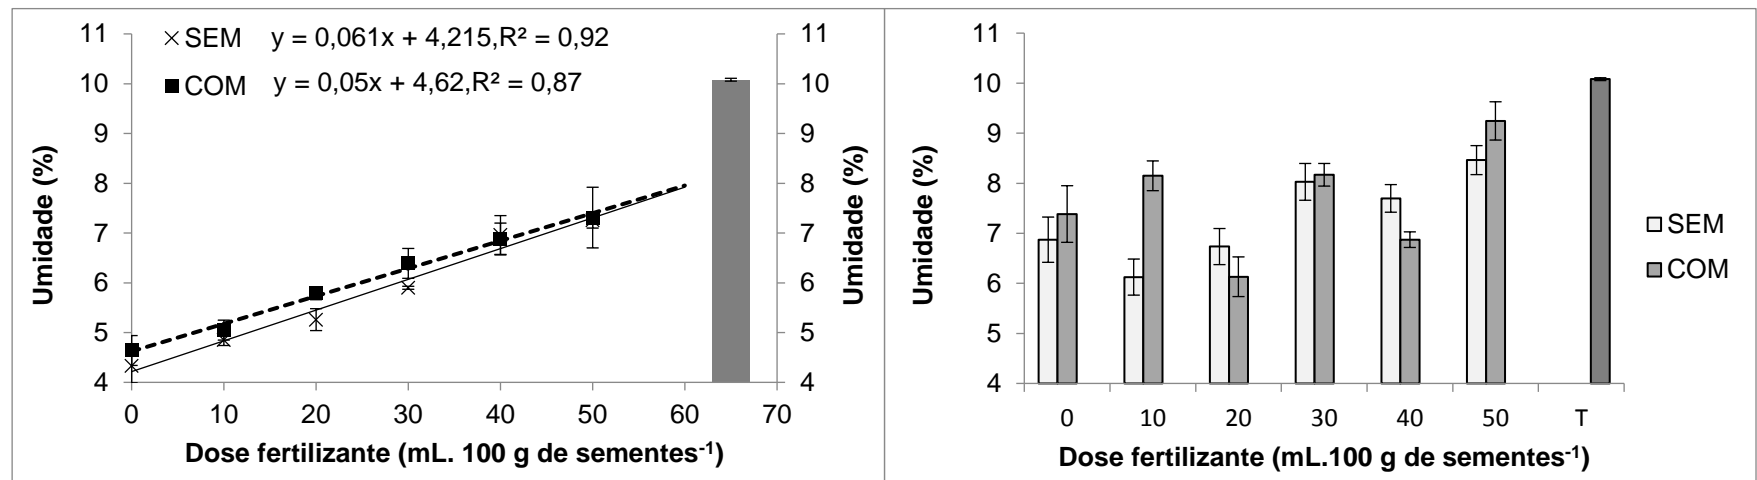 SEM y = 0,061x + 4,215,R² = 0,92
COM y = 0,05x + 4,62,R² = 0,87
11
10
9
8
7
6
5
4
Umidade (%)
0 10 20 30 40 50 60 70
Dose fertilizante (mL. 100 g de sementes⁻¹)
11
10
9
8
7
6
5
4
Umidade (%)
11
10
9
8
7
6
5
4
Umidade (%)
0 10 20 30 40 50 T
Dose fertilizante (mL.100 g de sementes⁻¹)
SEM
COM